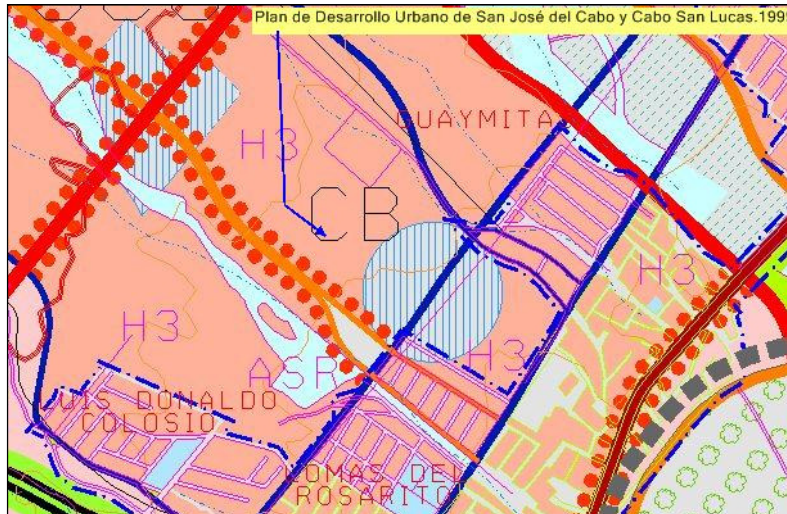 Plan de Desarrollo Urbano de San José del Cabo y Cabo San Lucas.199
GUAYMITA
H3
CB
H3
H3
H3
ASR
LUIS DONALDO
COLOSIO
LOMAS DEL
ROSARITO